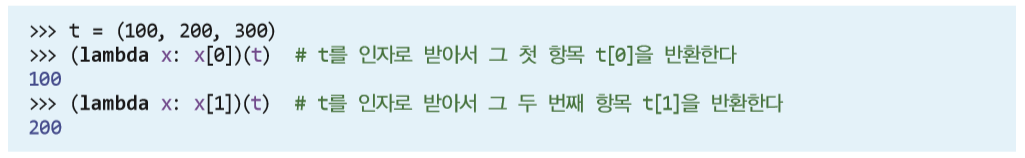 >>> t = (100, 200, 300)
>>> (lambda x: x[0])(t)  # t를 인자로 받아서 그 첫 항목 t[0]을 반환한다
100
>>> (lambda x: x[1])(t)  # t를 인자로 받아서 그 두 번째 항목 t[1]을 반환한다
200